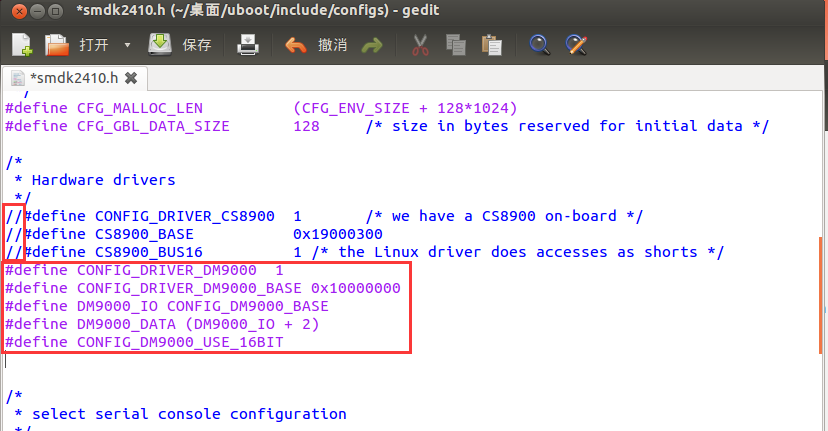 *smdk2410.h (~/桌面/uboot/include/configs) - gedit
打开 保存 撤消
*smdk2410.h
*/
#define CFG_MALLOC_LEN (CFG_ENV_SIZE + 128*1024)
#define CFG_GBL_DATA_SIZE 128 /* size in bytes reserved for initial data */
/*
* Hardware drivers
*/
//#define CONFIG_DRIVER_CS8900 1 /* we have a CS8900 on-board */
//#define CS8900_BASE 0x19000300
//#define CS8900_BUS16 1 /* the Linux driver does accesses as shorts */
#define CONFIG_DRIVER_DM9000 1
#define CONFIG_DRIVER_DM9000_BASE 0x10000000
#define DM9000_IO CONFIG_DM9000_BASE
#define DM9000_DATA (DM9000_IO + 2)
#define CONFIG_DM9000_USE_16BIT
/*
* select serial console configuration
*/